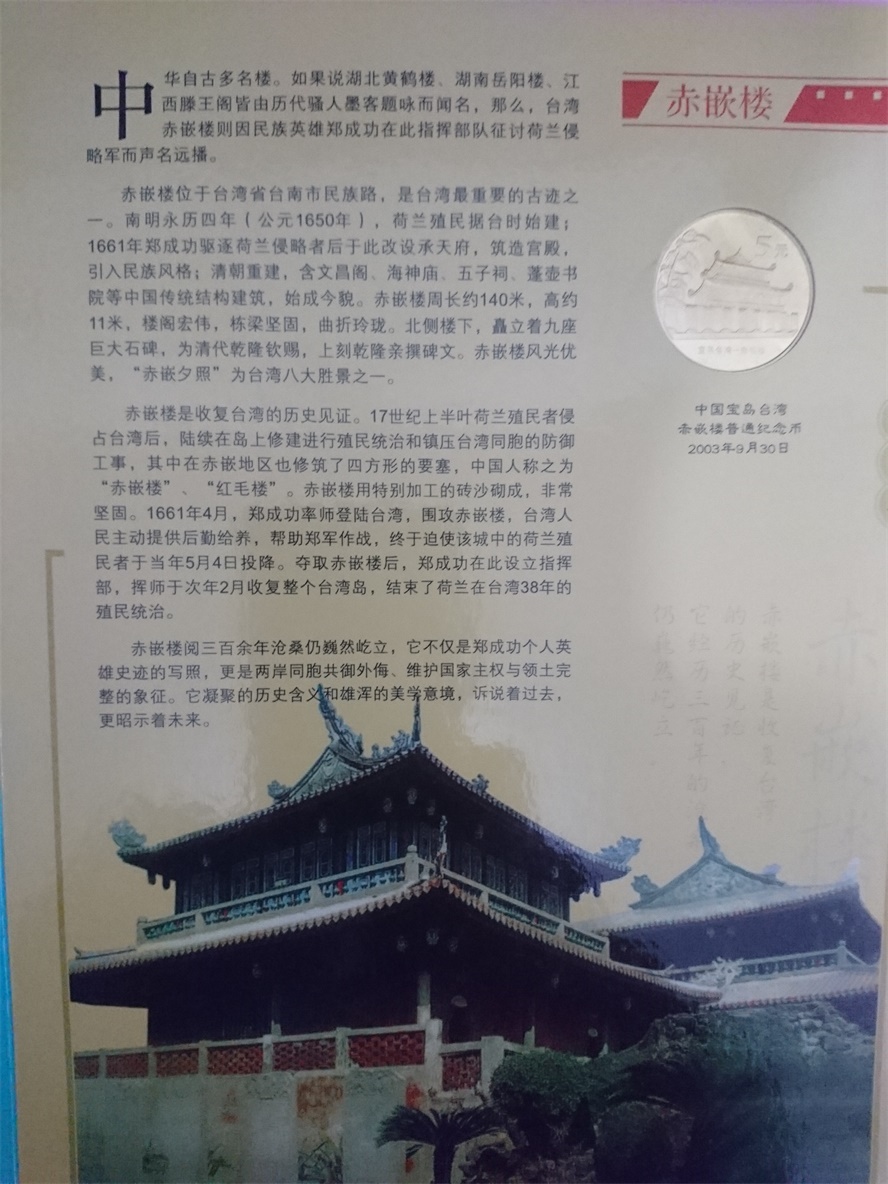 中华自古多名楼。如果说湖北黄鹤楼、湖南岳阳楼、江
西滕王阁皆由历代骚人墨客题咏而闻名，那么，台湾
赤嵌楼则因民族英雄郑成功在此指挥部队征讨荷兰侵
略军而声名远播。
赤嵌楼位于台湾省台南市民族路，是台湾最重要的古迹之
一。南明永历四年（公元1650年），荷兰殖民据台时始建；
1661年郑成功驱逐荷兰侵略者后于此改设承天府，筑造宫殿，
引入民族风格；清朝重建，含文昌阁、海神庙、五子祠、蓬壶书
院等中国传统结构建筑，始成今貌。赤嵌楼周长约140米，高约
11米，楼阁宏伟，栋梁坚固，曲折玲珑。北侧楼下，矗立着九座
巨大石碑，为清代乾隆钦赐，上刻乾隆亲撰碑文。赤嵌楼风光优
美，“赤嵌夕照”为台湾八大胜景之一。
赤嵌楼是收复台湾的历史见证。17世纪上半叶荷兰殖民者侵
占台湾后，陆续在岛上修建进行殖民统治和镇压台湾同胞的防御
工事，其中在赤嵌地区也修筑了四方形的要塞，中国人称之为
“赤嵌楼”、“红毛楼”。赤嵌楼用特别加工的砖沙砌成，非常
坚固。1661年4月，郑成功率师登陆台湾，围攻赤嵌楼，台湾人
民主动提供后勤给养，帮助郑军作战，终于迫使该城中的荷兰殖
民者于当年5月4日投降。夺取赤嵌楼后，郑成功在此设立指挥
部，挥师于次年2月收复整个台湾岛，结束了荷兰在台湾38年的
殖民统治。
赤嵌楼阅三百余年沧桑仍巍然屹立，它不仅是郑成功个人英
雄史迹的写照，更是两岸同胞共御外侮、维护国家主权与领土完
整的象征。它凝聚的历史含义和雄浑的美学意境，诉说着过去，
更昭示着未来。
赤嵌楼
5元
中国宝岛台湾
赤嵌楼普通纪念币
2003年9月30日
赤嵌楼是收复台湾
的历史见证
它经历三百年的
仍巍然屹立